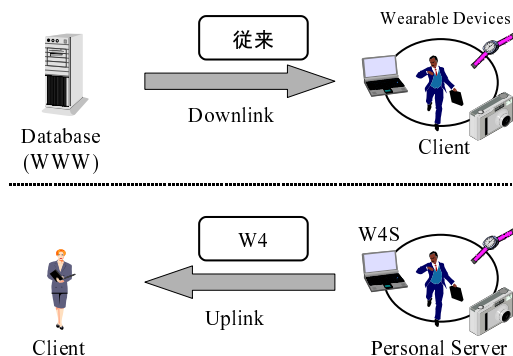 従来
Wearable Devices
Downlink
Database
(WWW)
Client
W4
W4S
Uplink
Client
Personal Server